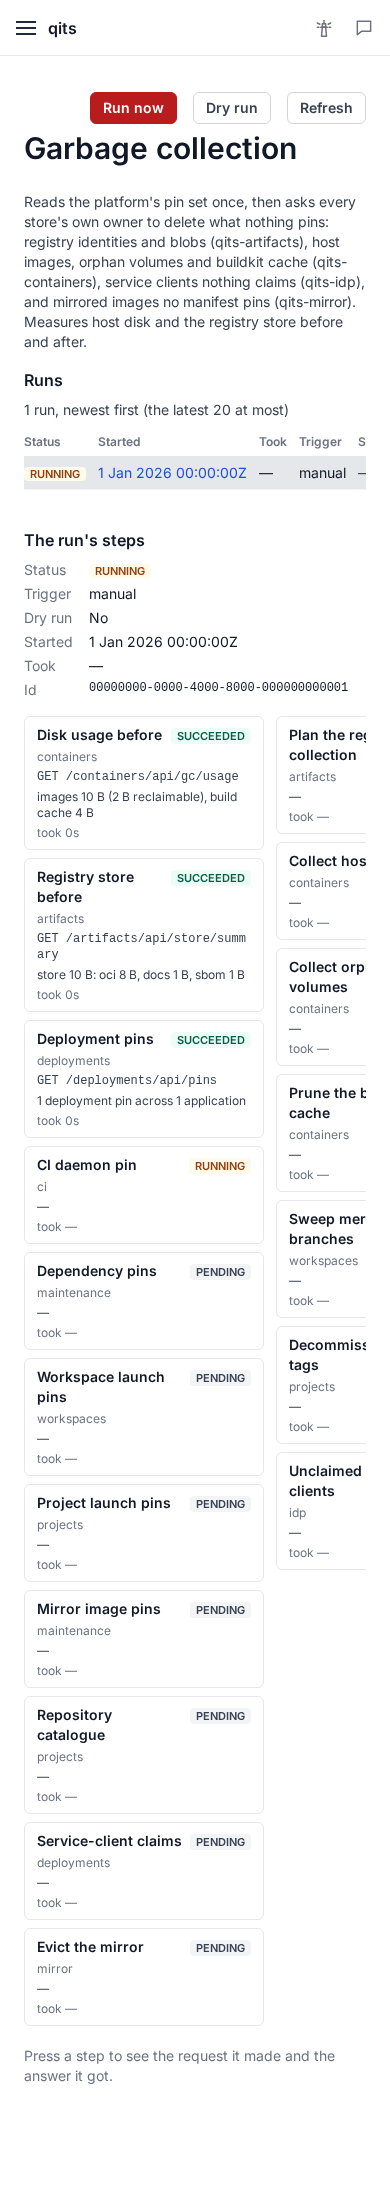 qits
Run now
Dry run
Refresh
Garbage collection
Reads the platform's pin set once, then asks every
store's own owner to delete what nothing pins:
registry identities and blobs (qits-artifacts), host
images, orphan volumes and buildkit cache (qits-
containers), service clients nothing claims (qits-idp),
and mirrored images no manifest pins (qits-mirror).
Measures host disk and the registry store before
and after.
Runs
1 run, newest first (the latest 20 at most)
Status Started Took Trigger S
RUNNING 1 Jan 2026 00:00:00Z — manual —
The run's steps
Status RUNNING
Trigger manual
Dry run No
Started 1 Jan 2026 00:00:00Z
Took —
Id 00000000-0000-4000-8000-000000000001
Disk usage before SUCCEEDED
containers
GET /containers/api/gc/usage
images 10 B (2 B reclaimable), build
cache 4 B
took 0s
Registry store
before
SUCCEEDED
artifacts
GET /artifacts/api/store/summ
ary
store 10 B: oci 8 B, docs 1 B, sbom 1 B
took 0s
Deployment pins SUCCEEDED
deployments
GET /deployments/api/pins
1 deployment pin across 1 application
took 0s
CI daemon pin RUNNING
ci
—
took —
Dependency pins PENDING
maintenance
—
took —
Workspace launch
pins
PENDING
workspaces
—
took —
Project launch pins PENDING
projects
—
took —
Mirror image pins PENDING
maintenance
—
took —
Repository
catalogue
PENDING
projects
—
took —
Service-client claims PENDING
deployments
—
took —
Evict the mirror PENDING
mirror
—
took —
Plan the
collection
artifacts
—
took —
Collect
containers
—
took —
Collect
volumes
containers
—
took —
Prune the
cache
containers
—
took —
Sweep
branches
workspaces
—
took —
tags
projects
—
took —
Unclaimed
clients
idp
—
took —
Press a step to see the request it made and the
answer it got.